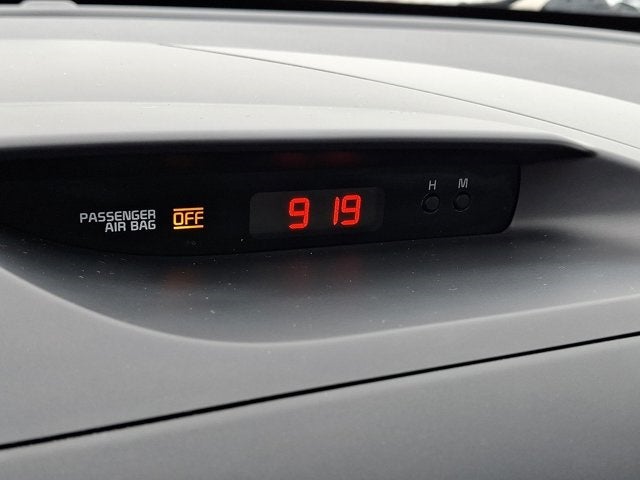 PASSENGER
AIR BAG
OFF
9 19
H M